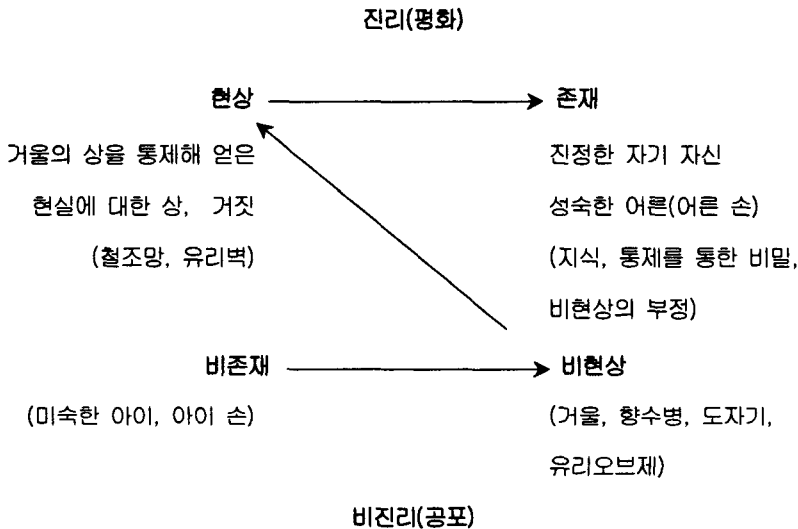 진리(평화)
현상
존재
거울의 상을 통제해 얻은
현실에 대한 상, 거짓
(철조망, 유리벽)
진정한 자기 자신
성숙한 어른(어른 손)
(지식, 통제를 통한 비밀,
비현상의 부정)
비존재
비현상
(미숙한 아이, 아이 손)
(거울, 향수병, 도자기,
유리오브제)
비진리(공포)